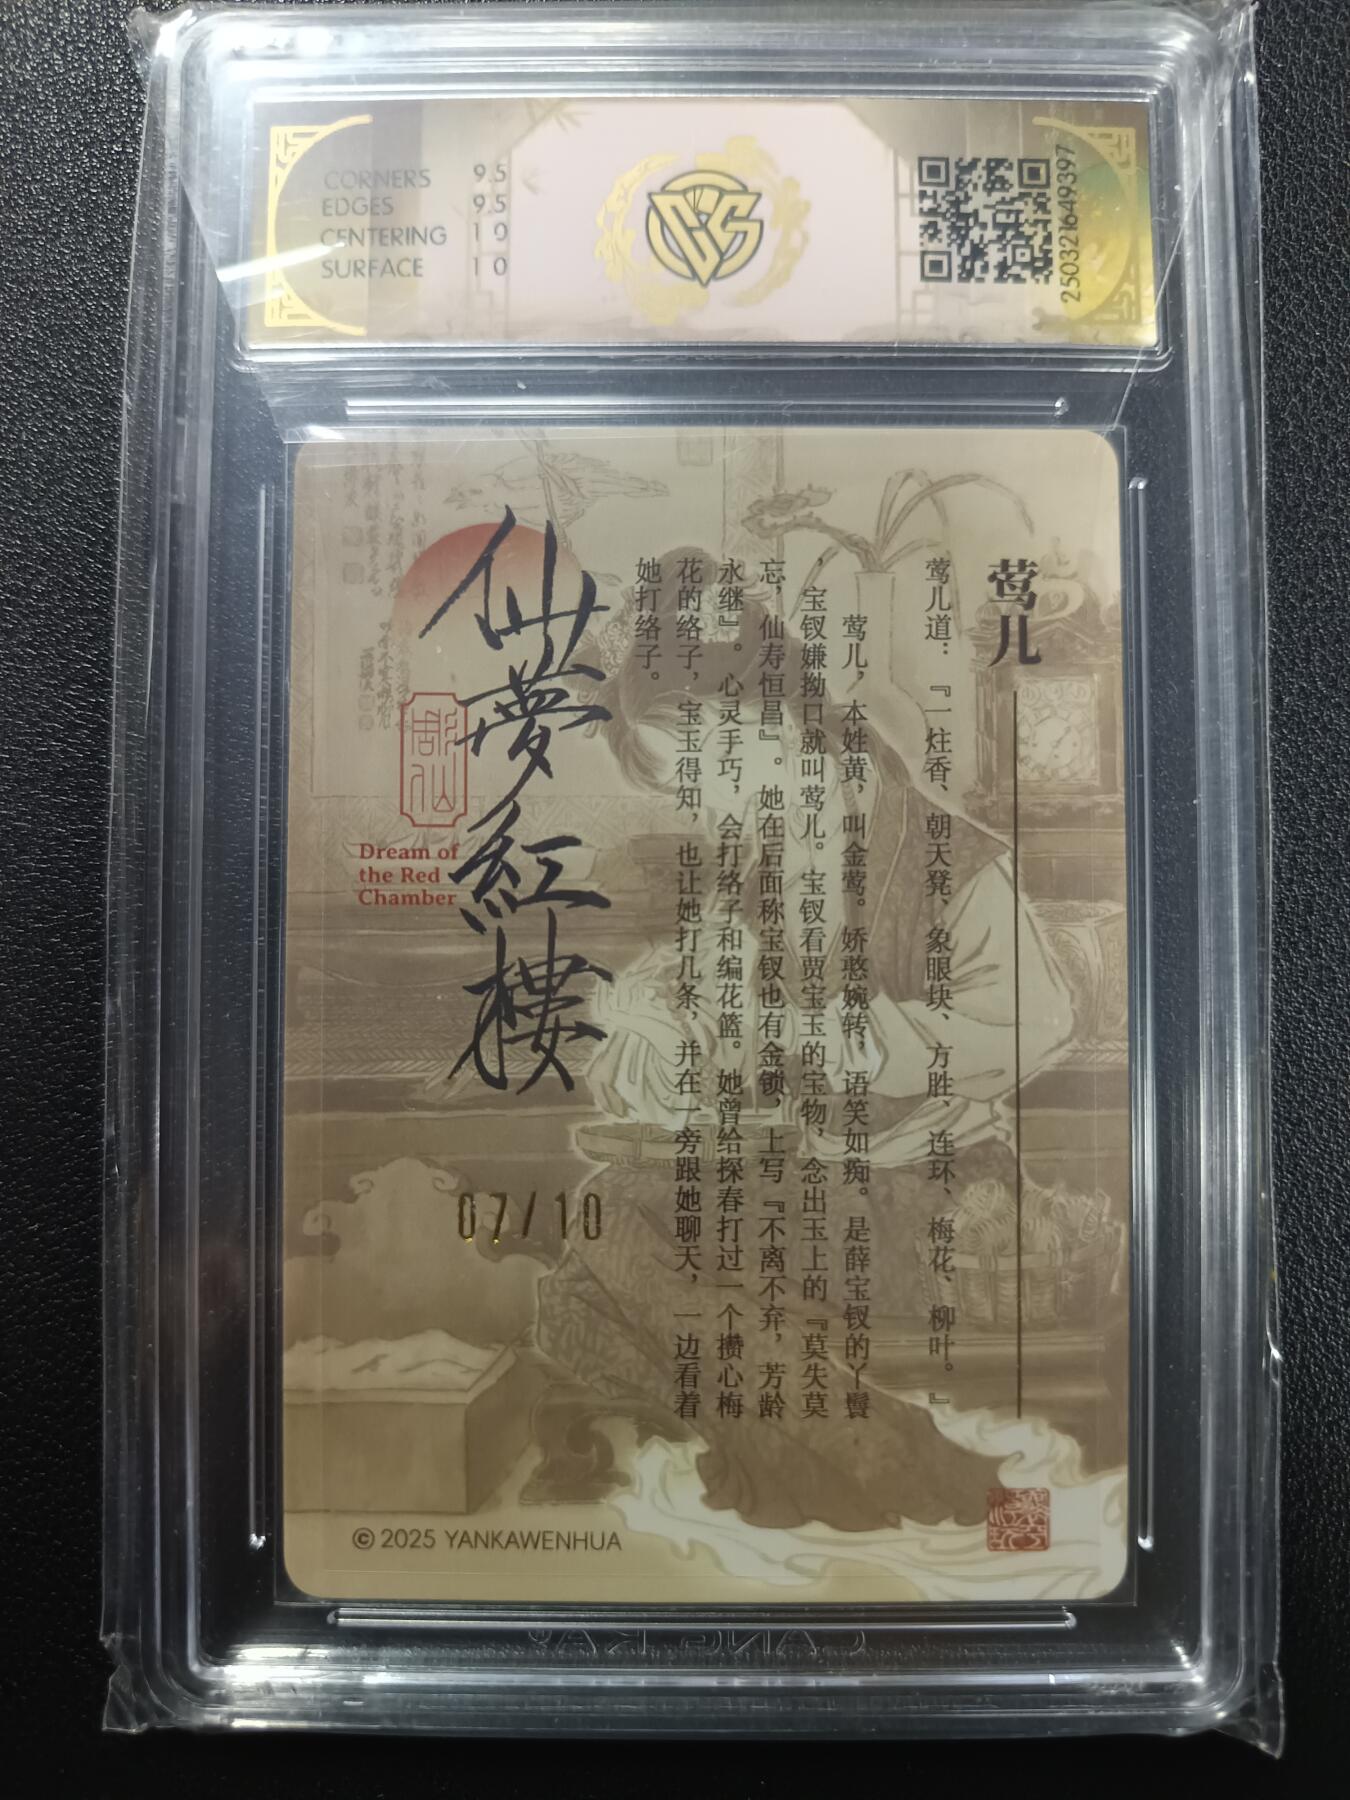 CORNERS 9.5
EDGES 9.5
CENTERING 10
SURFACE 10
CCS
250321649397
莺儿
莺儿道：『一炷香、朝天凳、象眼块、方胜、连环、梅花、柳叶。』
莺儿，本姓黄，叫金莺。娇憨婉转，语笑如痴。是薛宝钗的丫鬟
，宝钗嫌拗口就叫莺儿。宝钗看贾宝玉的宝物，念出玉上的『莫失莫
忘，仙寿恒昌』。她在后面称宝钗也有金锁，上写『不离不弃，芳龄
永继』。心灵手巧，会打络子和编花篮。她曾给探春打过一个攒心梅
花的络子，宝玉得知，也让她打几条，并在一旁跟她聊天，一边看着
她打络子。
仙夢紅樓
彫仙
Dream of
the Red
Chamber
07/10
© 2025 YANKAWENHUA